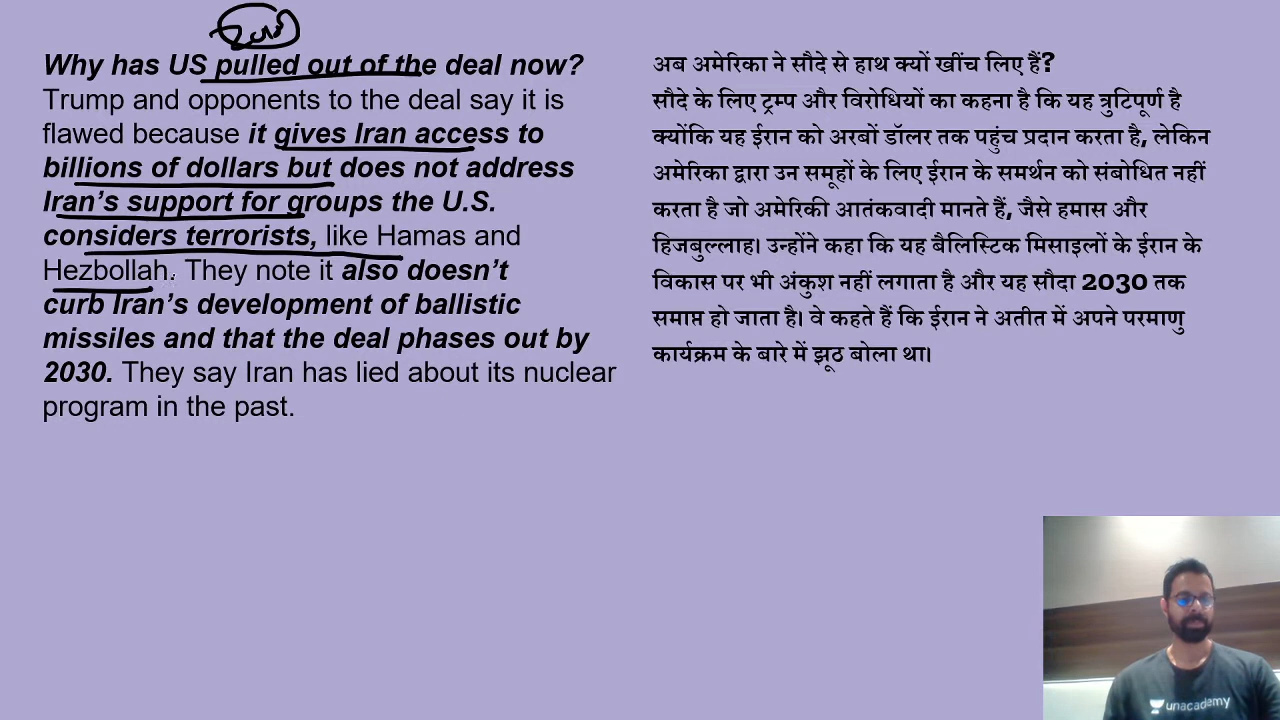 Why has US pulled out of the deal now?
Trump and opponents to the deal say it is
flawed because it gives Iran access to
billions of dollars but does not address
Iran's support for groups the U.S.
considers terrorists, like Hamas and
Hezbollah. They note it also doesn't
curb Iran's development of ballistic
missiles and that the deal phases out by
2030. They say Iran has lied about its nuclear
program in the past.
अब अमेरिका ने सौदे से हाथ क्यों खींच लिए हैं?
सौदे के लिए ट्रम्प और विरोधियों का कहना है कि यह त्रुटिपूर्ण है
क्योंकि यह ईरान को अरबों डॉलर तक पहुंच प्रदान करता है, लेकिन
अमेरिका द्वारा उन समूहों के लिए ईरान के समर्थन को संबोधित नहीं
करता है जो अमेरिकी आतंकवादी मानते हैं, जैसे हमास और
हिजबुल्लाह। उन्होंने कहा कि यह बैलिस्टिक मिसाइलों के ईरान के
विकास पर भी अंकुश नहीं लगाता है और यह सौदा 2030 तक
समाप्त हो जाता है। वे कहते हैं कि ईरान ने अतीत में अपने परमाणु
कार्यक्रम के बारे में झूठ बोला था।
unacademy